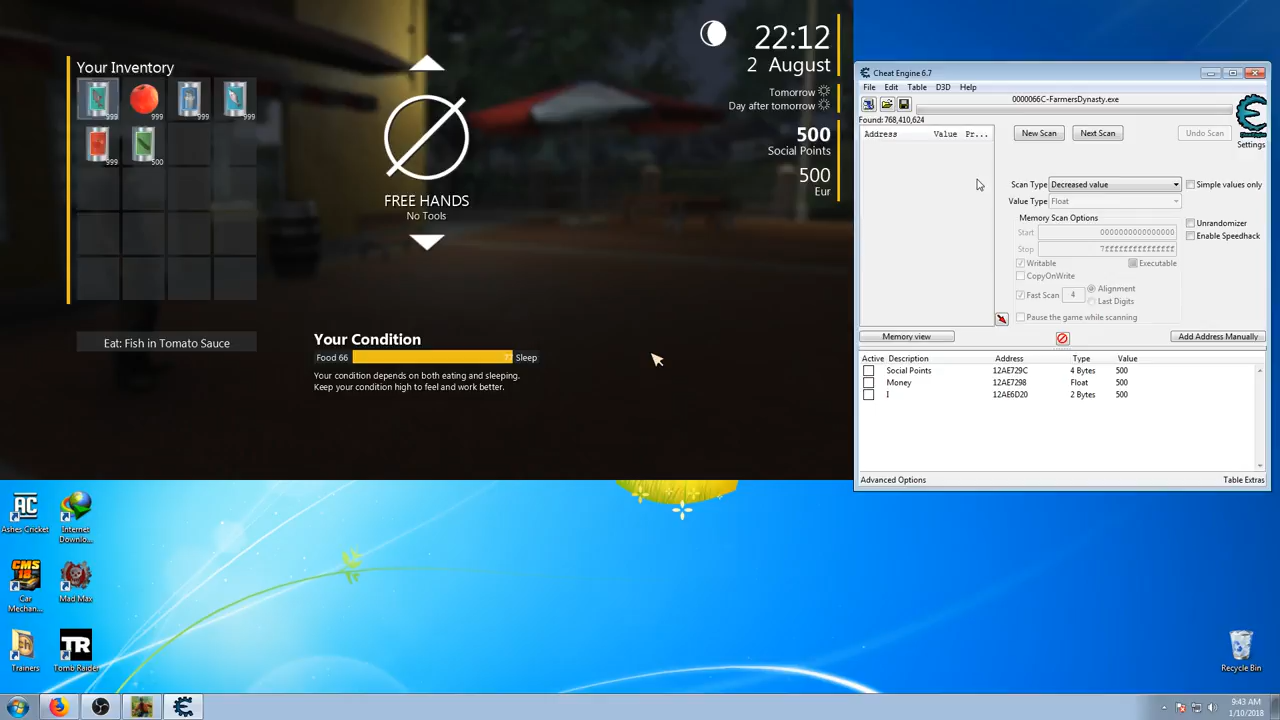 Your Inventory
999
999
999
999
999
500
Eat: Fish in Tomato Sauce
FREE HANDS
No Tools
Your Condition
Food 66
77 Sleep
Your condition depends on both eating and sleeping.
Keep your condition high to feel and work better.
22:12
2 August
Tomorrow
Day after tomorrow
500
Social Points
500
Eur
Cheat Engine 6.7
File Edit Table D3D Help
0000066C-FarmersDynasty.exe
Found: 768,410,624
Address Value Pr...
New Scan Next Scan Undo Scan
Settings
Scan Type Decreased value Simple values only
Value Type Float
Memory Scan Options
Start 0000000000000000
Unrandomizer
Enable Speedhack
Stop 7fffffffffffffff
Writable Executable
CopyOnWrite
Fast Scan 4 Alignment
Last Digits
Pause the game while scanning
Memory view Add Address Manually
Active Description Address Type Value
Social Points 12AE729C 4 Bytes 500
Money 12AE7298 Float 500
I 12AE6D20 2 Bytes 500
Advanced Options Table Extras
AC
Ashes Cricket
Internet
Downlo...
CMS
18
Car
Mechan...
Mad Max
Trainers
TR
Tomb Raider
Recycle Bin
9:43 AM
1/10/2018